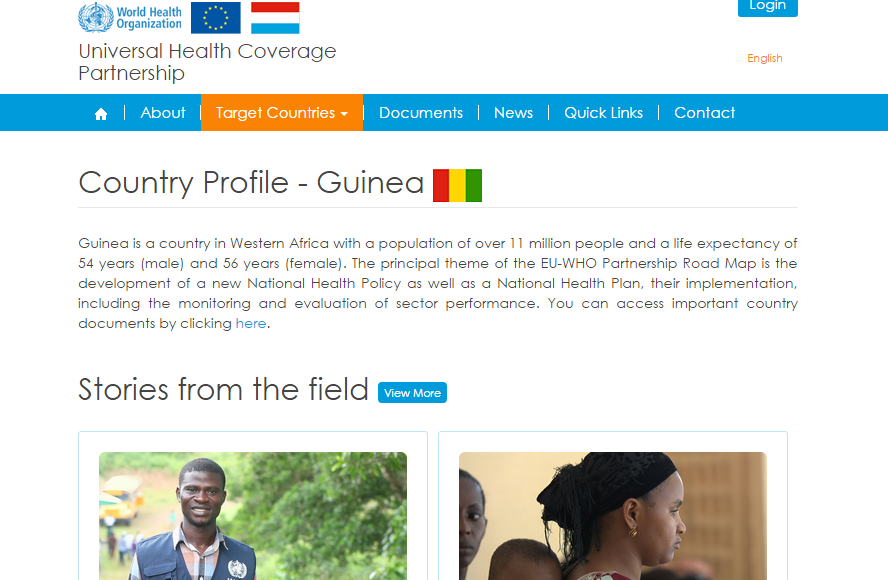 World Health
Organization
Login
Universal Health Coverage
Partnership
English
About
Target Countries
Documents
News
Quick Links
Contact
Country Profile - Guinea
Guinea is a country in Western Africa with a population of over 11 million people and a life expectancy of
54 years (male) and 56 years (female). The principal theme of the EU-WHO Partnership Road Map is the
development of a new National Health Policy as well as a National Health Plan, their implementation,
including the monitoring and evaluation of sector performance. You can access important country
documents by clicking here.
Stories from the field
View More